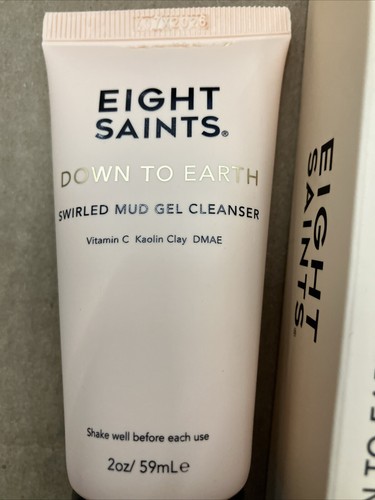 EIGHT
SAINTS®
DOWN TO EARTH
SWIRLED MUD GEL CLEANSER
Vitamin C Kaolin Clay DMAE
Shake well before each use
2oz/ 59mL℮
EIGHT
SAINTS®